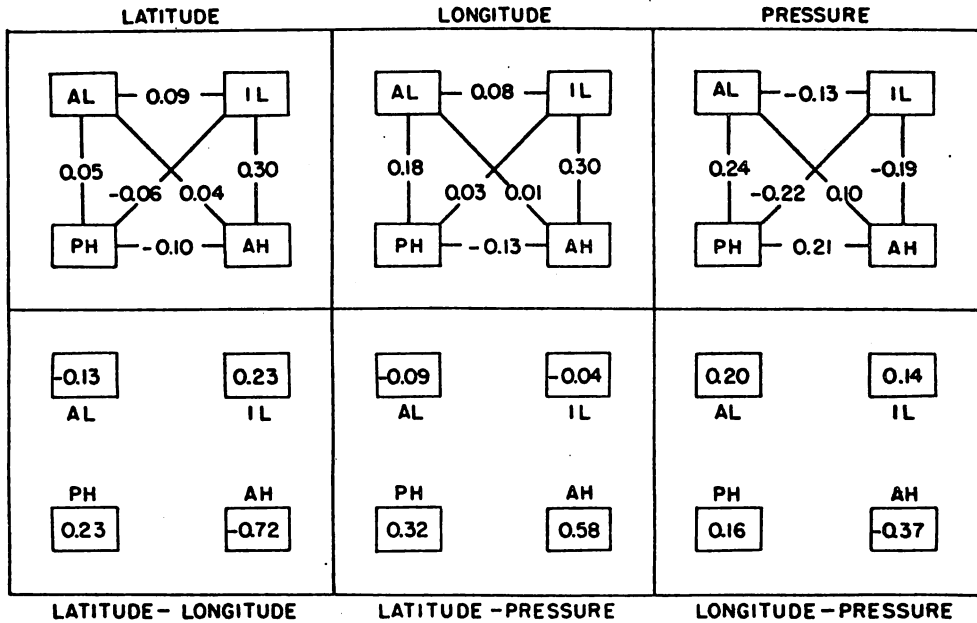 LATITUDE LONGITUDE PRESSURE
AL 0.09 IL AL 0.08 IL AL -0.13 IL
0.05 0.30 0.18 0.30 0.24 -0.19
-0.06 0.04 0.03 0.01 -0.22 0.10
PH -0.10 AH PH -0.13 AH PH 0.21 AH
-0.13 0.23 -0.09 -0.04 0.20 0.14
AL IL AL IL AL IL
PH AH PH AH PH AH
0.23 -0.72 0.32 0.58 0.16 -0.37
LATITUDE - LONGITUDE LATITUDE - PRESSURE LONGITUDE - PRESSURE